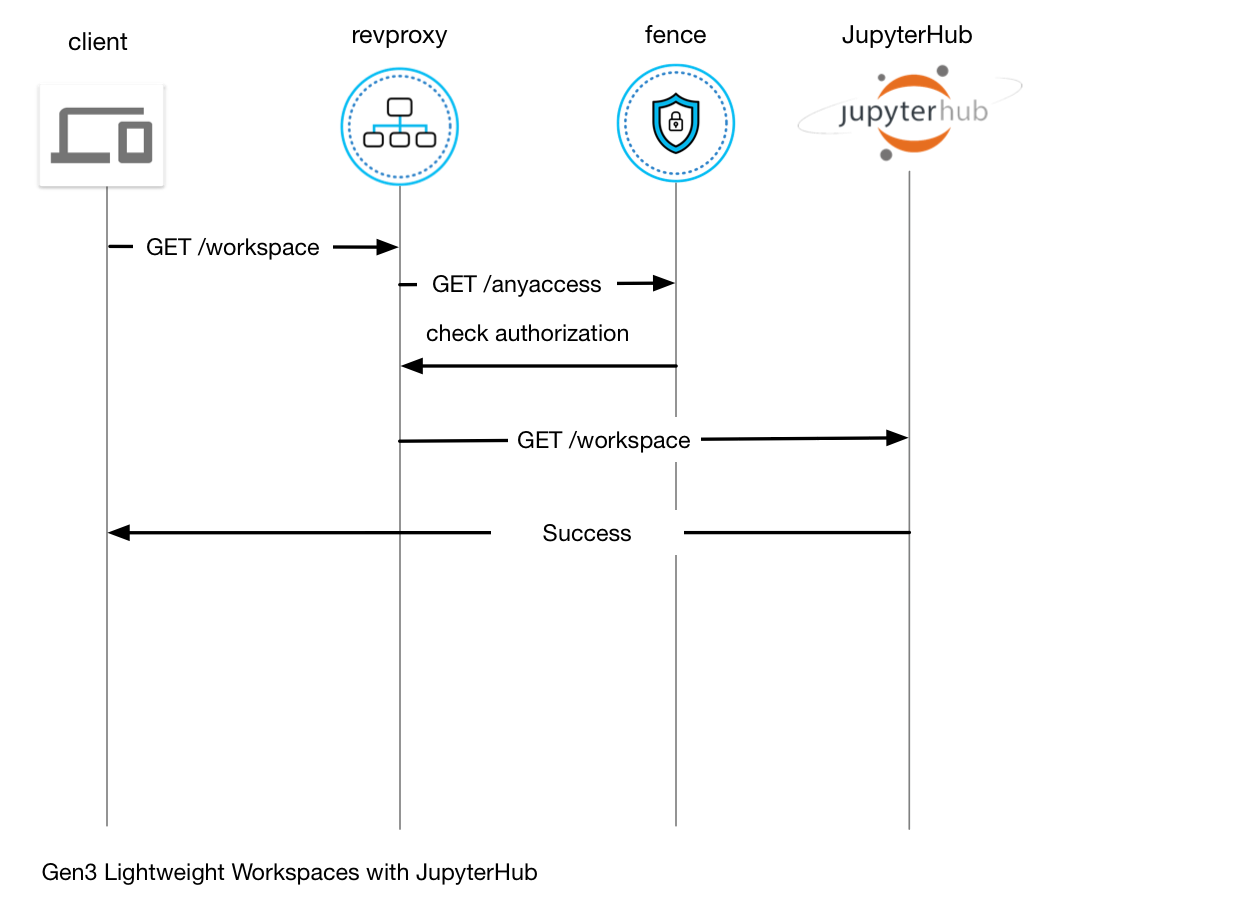 client
revproxy
fence
JupyterHub
jupyterhub
GET /workspace
GET /anyaccess
check authorization
GET /workspace
Success
Gen3 Lightweight Workspaces with JupyterHub